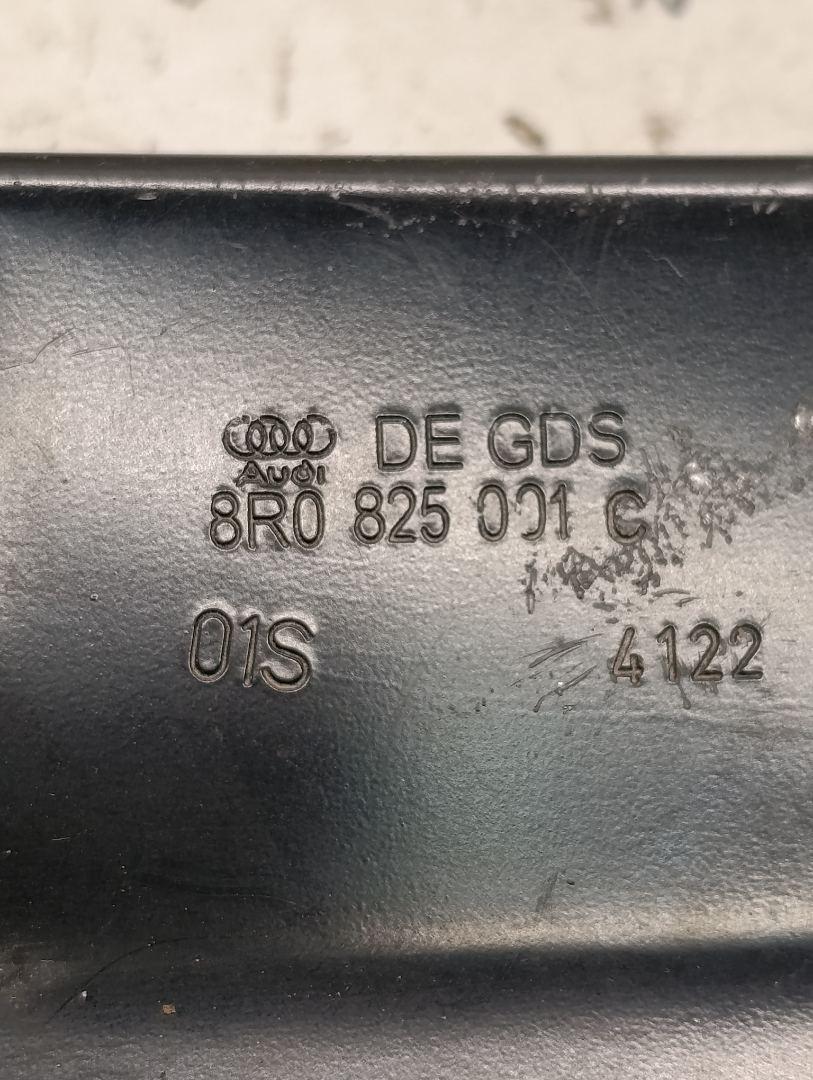 DE GDS
Audi
8R0 825 001 C
01S 4122